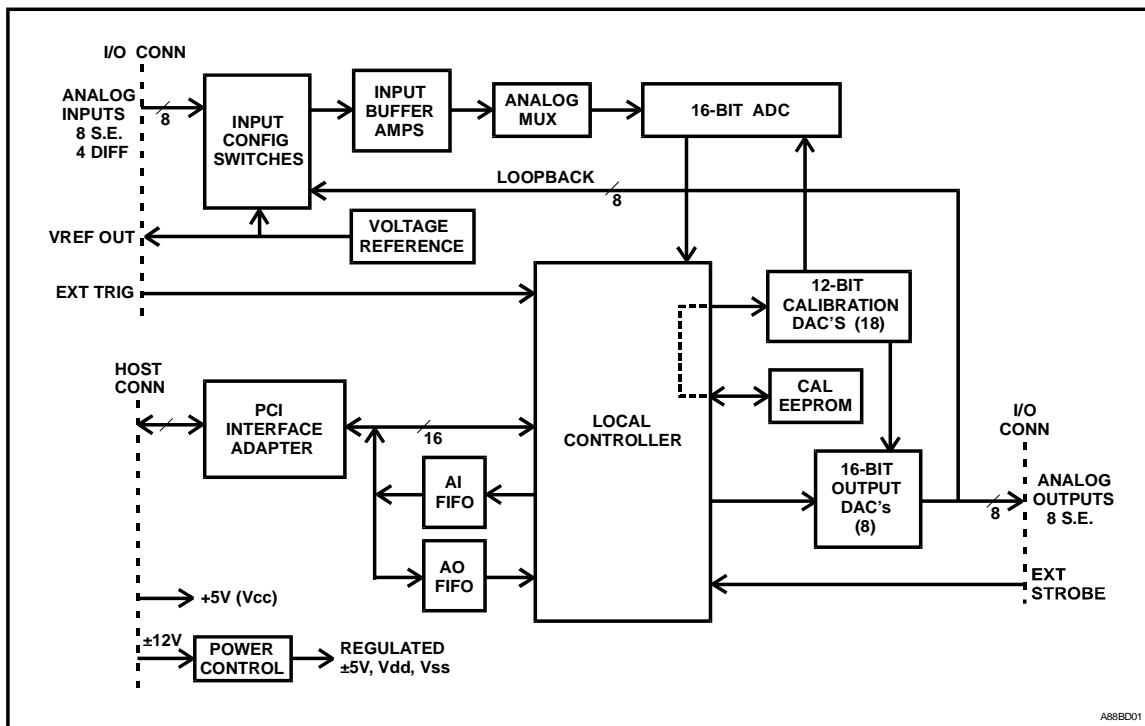 I/O CONN
ANALOG
INPUTS
8 S.E.
4 DIFF
8
INPUT
CONFIG
SWITCHES
INPUT
BUFFER
AMPS
ANALOG
MUX
16-BIT ADC
LOOPBACK
8
VREF OUT
VOLTAGE
REFERENCE
EXT TRIG
12-BIT
CALIBRATION
DAC'S (18)
HOST
CONN
PCI
INTERFACE
ADAPTER
16
LOCAL
CONTROLLER
CAL
EEPROM
I/O
CONN
AI
FIFO
16-BIT
OUTPUT
DAC's
(8)
8
ANALOG
OUTPUTS
8 S.E.
AO
FIFO
EXT
STROBE
+5V (Vcc)
±12V
POWER
CONTROL
REGULATED
±5V, Vdd, Vss
A88BD01